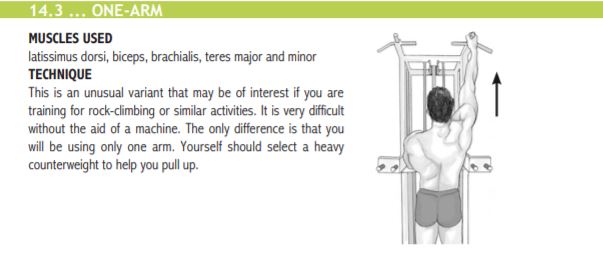 14.3 ... ONE-ARM
MUSCLES USED
latissimus dorsi, biceps, brachialis, teres major and minor
TECHNIQUE
This is an unusual variant that may be of interest if you are
training for rock-climbing or similar activities. It is very difficult
without the aid of a machine. The only difference is that you
will be using only one arm. Yourself should select a heavy
counterweight to help you pull up.